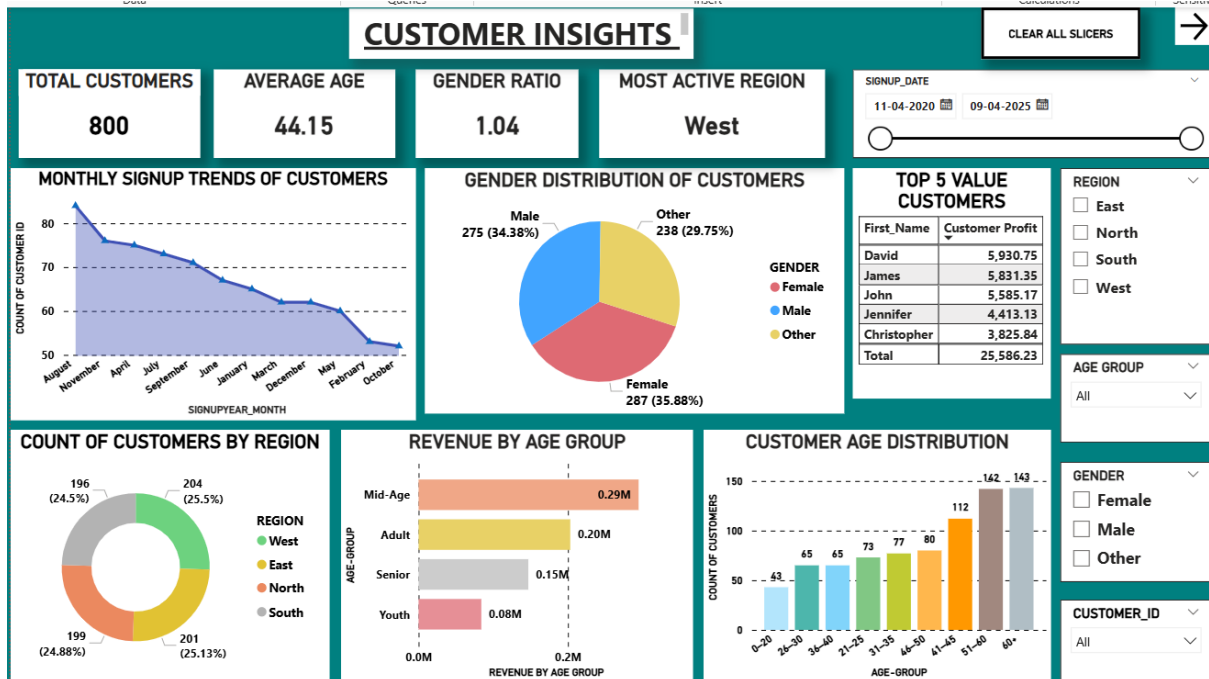 Data Queries Insert Calculations Sensitiv
CUSTOMER INSIGHTS
CLEAR ALL SLICERS
TOTAL CUSTOMERS
800
AVERAGE AGE
44.15
GENDER RATIO
1.04
MOST ACTIVE REGION
West
SIGNUP_DATE
11-04-2020 09-04-2025
MONTHLY SIGNUP TRENDS OF CUSTOMERS
COUNT OF CUSTOMER ID
80
70
60
50
August November April July September June January March December May February October
SIGNUPYEAR_MONTH
GENDER DISTRIBUTION OF CUSTOMERS
Male
275 (34.38%)
Other
238 (29.75%)
Female
287 (35.88%)
GENDER
Female
Male
Other
TOP 5 VALUE
CUSTOMERS
First_Name Customer Profit
David 5,930.75
James 5,831.35
John 5,585.17
Jennifer 4,413.13
Christopher 3,825.84
Total 25,586.23
REGION
East
North
South
West
AGE GROUP
All
GENDER
Female
Male
Other
CUSTOMER_ID
All
COUNT OF CUSTOMERS BY REGION
196
(24.5%)
204
(25.5%)
199
(24.88%)
201
(25.13%)
REGION
West
East
North
South
REVENUE BY AGE GROUP
AGE-GROUP
Mid-Age 0.29M
Adult 0.20M
Senior 0.15M
Youth 0.08M
0.0M 0.2M
REVENUE BY AGE GROUP
CUSTOMER AGE DISTRIBUTION
COUNT OF CUSTOMERS
150
100
50
0
43 65 65 73 77 80 112 142 143
0-20 26-30 36-40 21-25 31-35 46-50 41-45 51-60 60+
AGE-GROUP